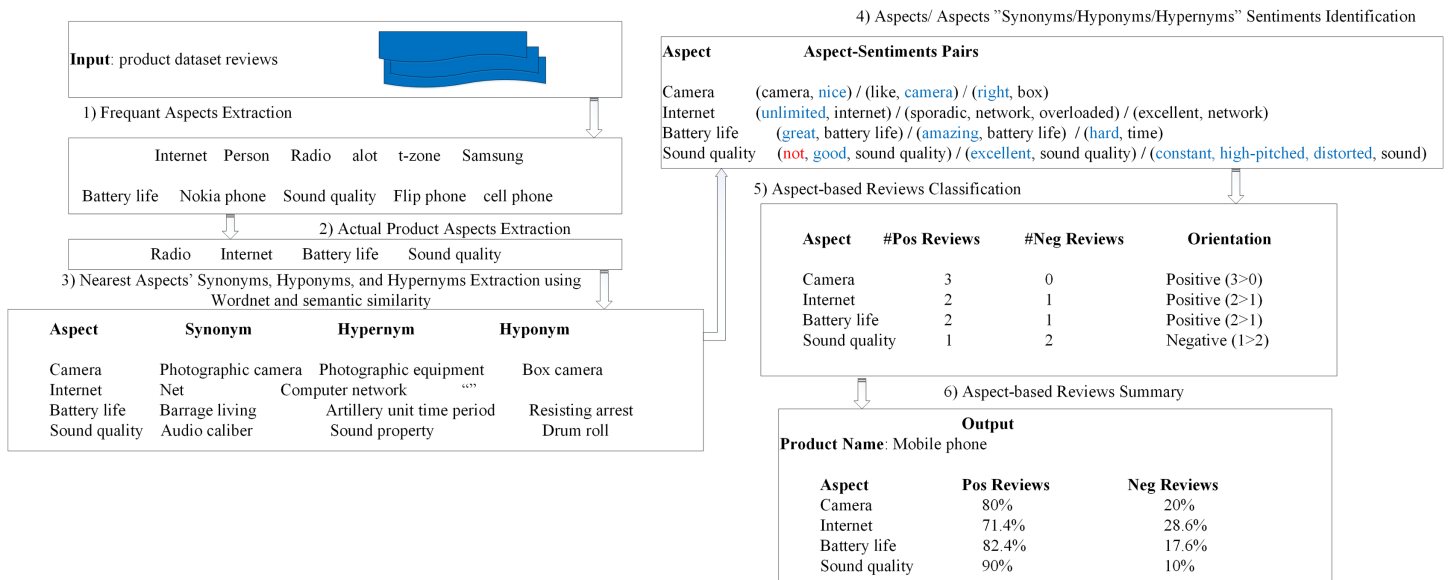 Input: product dataset reviews
1) Frequant Aspects Extraction
Internet Person Radio alot t-zone Samsung
Battery life Nokia phone Sound quality Flip phone cell phone
2) Actual Product Aspects Extraction
Radio Internet Battery life Sound quality
3) Nearest Aspects’ Synonyms, Hyponyms, and Hypernyms Extraction using
Wordnet and semantic similarity
Aspect Synonym Hypernym Hyponym
Camera Photographic camera Photographic equipment Box camera
Internet Net Computer network “”
Battery life Barrage living Artillery unit time period Resisting arrest
Sound quality Audio caliber Sound property Drum roll
4) Aspects/ Aspects ”Synonyms/Hyponyms/Hypernyms” Sentiments Identification
Aspect Aspect-Sentiments Pairs
Camera (camera, nice) / (like, camera) / (right, box)
Internet (unlimited, internet) / (sporadic, network, overloaded) / (excellent, network)
Battery life (great, battery life) / (amazing, battery life) / (hard, time)
Sound quality (not, good, sound quality) / (excellent, sound quality) / (constant, high-pitched, distorted, sound)
5) Aspect-based Reviews Classification
Aspect #Pos Reviews #Neg Reviews Orientation
Camera 3 0 Positive (3>0)
Internet 2 1 Positive (2>1)
Battery life 2 1 Positive (2>1)
Sound quality 1 2 Negative (1>2)
6) Aspect-based Reviews Summary
Output
Product Name: Mobile phone
Aspect Pos Reviews Neg Reviews
Camera 80% 20%
Internet 71.4% 28.6%
Battery life 82.4% 17.6%
Sound quality 90% 10%